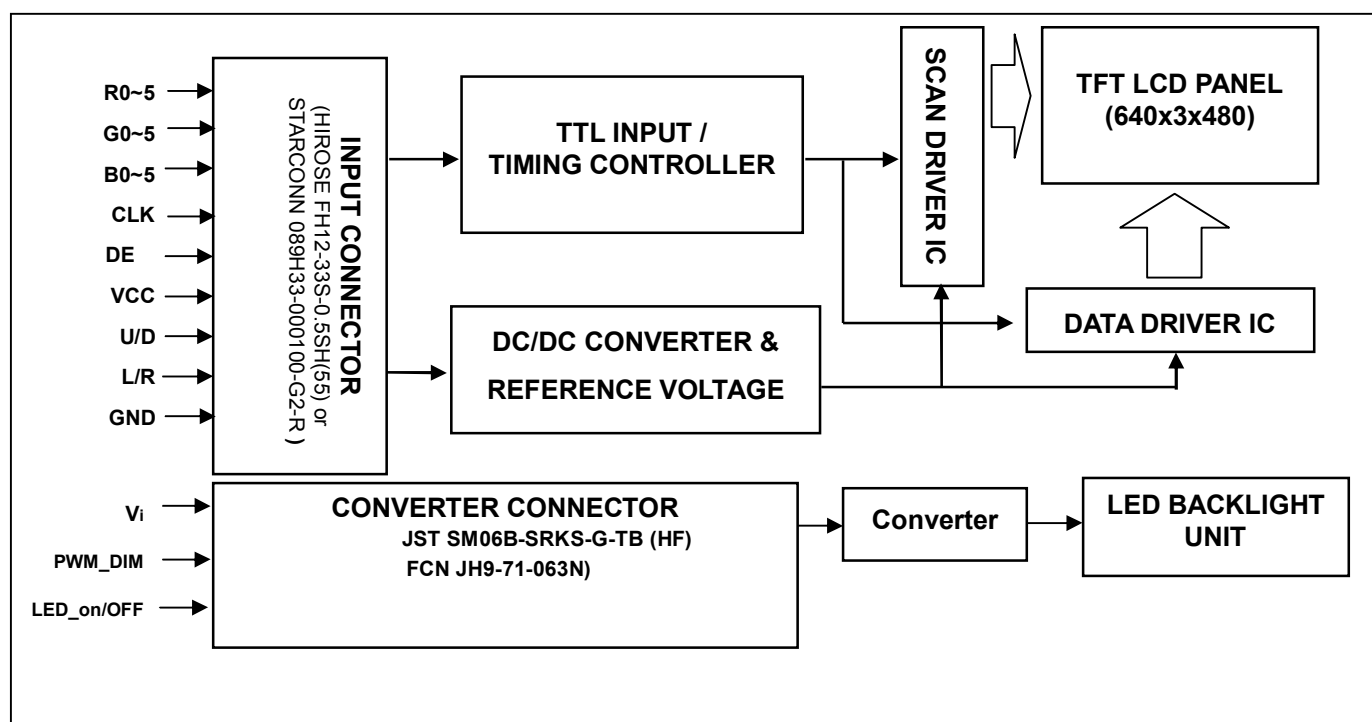 R0~5
G0~5
B0~5
CLK
DE
VCC
U/D
L/R
GND
INPUT CONNECTOR
(HIROSE FH12-33S-0.5SH(55) or
STARCONN 089H33-000100-G2-R )
TTL INPUT /
TIMING CONTROLLER
DC/DC CONVERTER &
REFERENCE VOLTAGE
SCAN DRIVER IC
TFT LCD PANEL
(640x3x480)
DATA DRIVER IC
Vi
PWM_DIM
LED_on/OFF
CONVERTER CONNECTOR
JST SM06B-SRKS-G-TB (HF)
FCN JH9-71-063N)
Converter
LED BACKLIGHT
UNIT